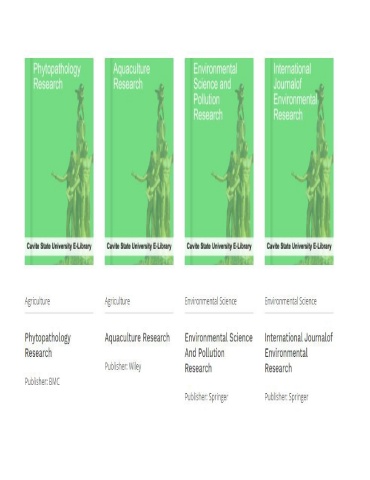 Phytopathology
Research
Cavite State University E-Library
Aquaculture
Research
Cavite State University E-Library
Environmental
Science and
Pollution
Research
Cavite State University E-Library
International
Journalof
Environmental
Research
Cavite State University E-Library
Agriculture
Phytopathology
Research
Publisher: BMC
Agriculture
Aquaculture Research
Publisher: Wiley
Environmental Science
Environmental Science
And Pollution
Research
Publisher: Springer
Environmental Science
International Journalof
Environmental
Research
Publisher: Springer